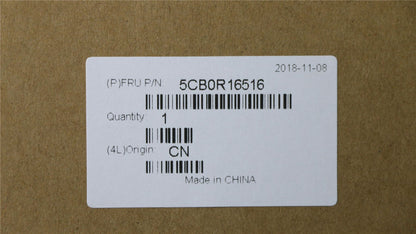 2018-11-08
(P)FRU P/N: 5CB0R16516
Quantity: 1
(4L)Origin: CN
Made in CHINA